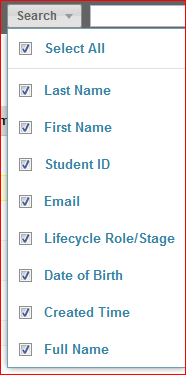 Search
Select All
Last Name
First Name
Student ID
Email
Lifecycle Role/Stage
Date of Birth
Created Time
Full Name